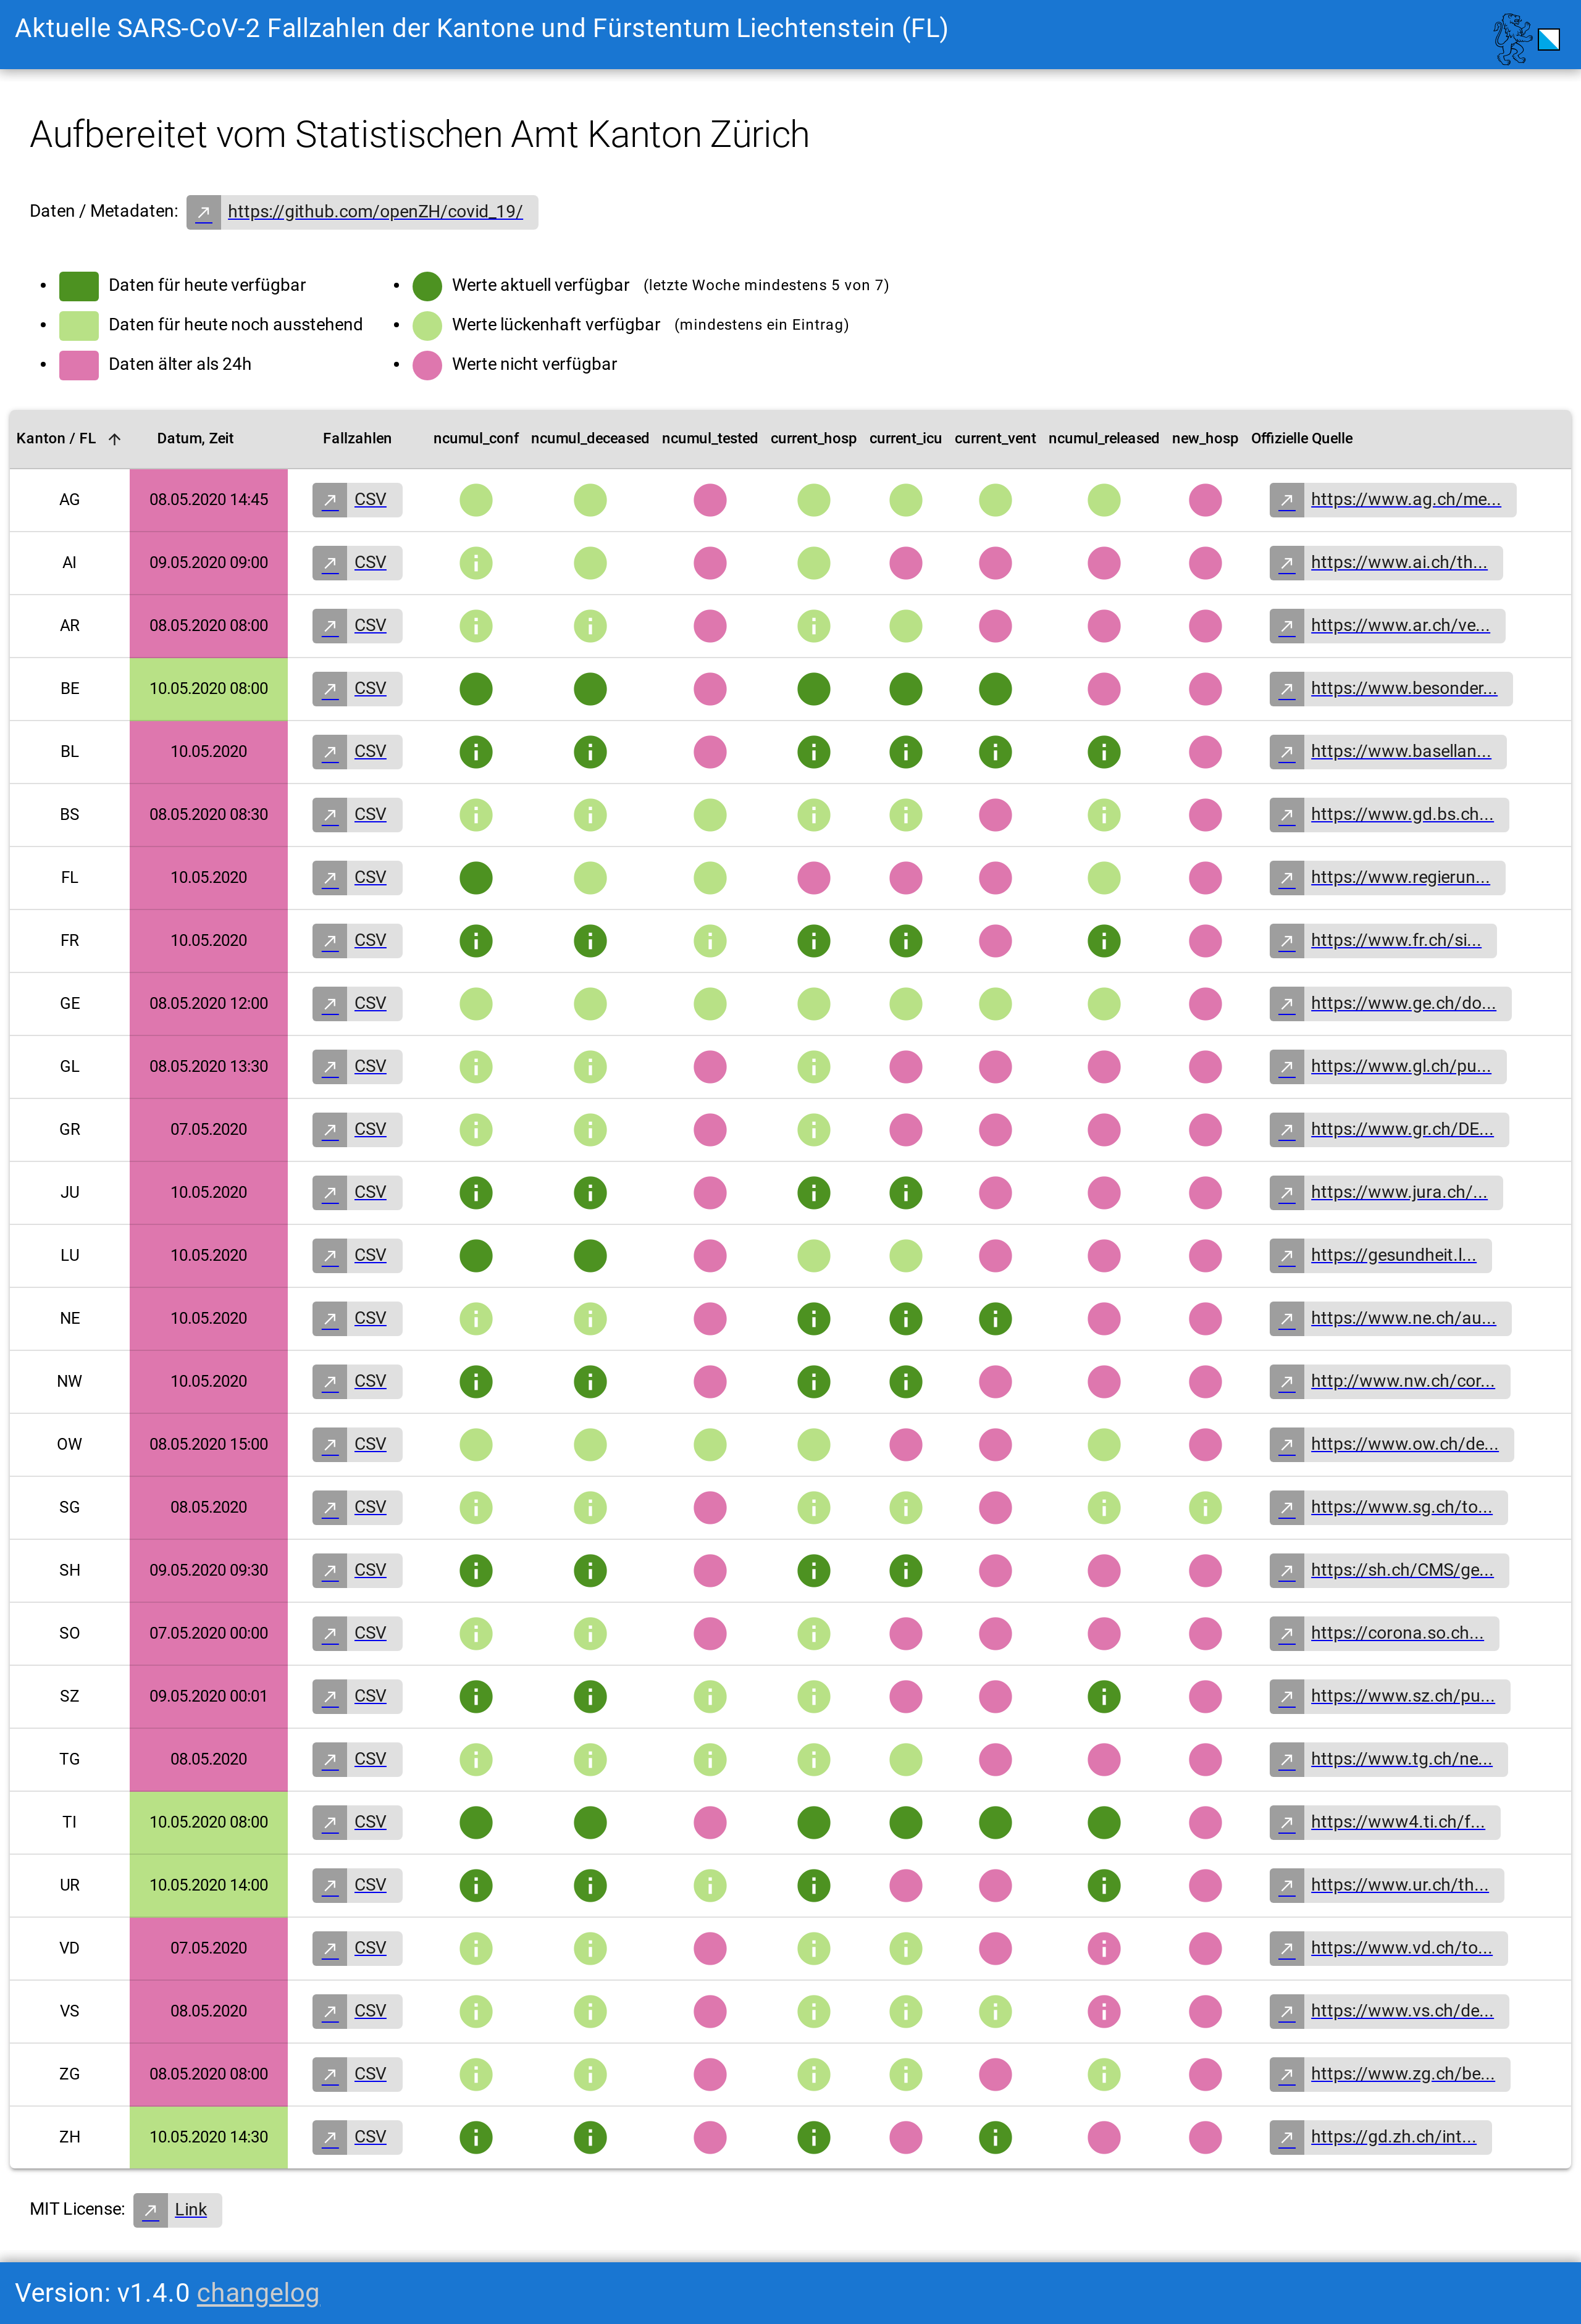 Aktuelle SARS-CoV-2 Fallzahlen der Kantone und Fürstentum Liechtenstein (FL)
Aufbereitet vom Statistischen Amt Kanton Zürich
Daten / Metadaten: https://github.com/openZH/covid_19/
Daten für heute verfügbar
Daten für heute noch ausstehend
Daten älter als 24h
Werte aktuell verfügbar (letzte Woche mindestens 5 von 7)
Werte lückenhaft verfügbar (mindestens ein Eintrag)
Werte nicht verfügbar
Kanton / FL Datum, Zeit Fallzahlen ncumul_conf ncumul_deceased ncumul_tested current_hosp current_icu current_vent ncumul_released new_hosp Offizielle Quelle
AG 08.05.2020 14:45 CSV https://www.ag.ch/me...
AI 09.05.2020 09:00 CSV https://www.ai.ch/th...
AR 08.05.2020 08:00 CSV https://www.ar.ch/ve...
BE 10.05.2020 08:00 CSV https://www.besonder...
BL 10.05.2020 CSV https://www.basellan...
BS 08.05.2020 08:30 CSV https://www.gd.bs.ch...
FL 10.05.2020 CSV https://www.regierun...
FR 10.05.2020 CSV https://www.fr.ch/si...
GE 08.05.2020 12:00 CSV https://www.ge.ch/do...
GL 08.05.2020 13:30 CSV https://www.gl.ch/pu...
GR 07.05.2020 CSV https://www.gr.ch/DE...
JU 10.05.2020 CSV https://www.jura.ch/...
LU 10.05.2020 CSV https://gesundheit.l...
NE 10.05.2020 CSV https://www.ne.ch/au...
NW 10.05.2020 CSV http://www.nw.ch/cor...
OW 08.05.2020 15:00 CSV https://www.ow.ch/de...
SG 08.05.2020 CSV https://www.sg.ch/to...
SH 09.05.2020 09:30 CSV https://sh.ch/CMS/ge...
SO 07.05.2020 00:00 CSV https://corona.so.ch...
SZ 09.05.2020 00:01 CSV https://www.sz.ch/pu...
TG 08.05.2020 CSV https://www.tg.ch/ne...
TI 10.05.2020 08:00 CSV https://www4.ti.ch/f...
UR 10.05.2020 14:00 CSV https://www.ur.ch/th...
VD 07.05.2020 CSV https://www.vd.ch/to...
VS 08.05.2020 CSV https://www.vs.ch/de...
ZG 08.05.2020 08:00 CSV https://www.zg.ch/be...
ZH 10.05.2020 14:30 CSV https://gd.zh.ch/int...
MIT License: Link
Version: v1.4.0 changelog